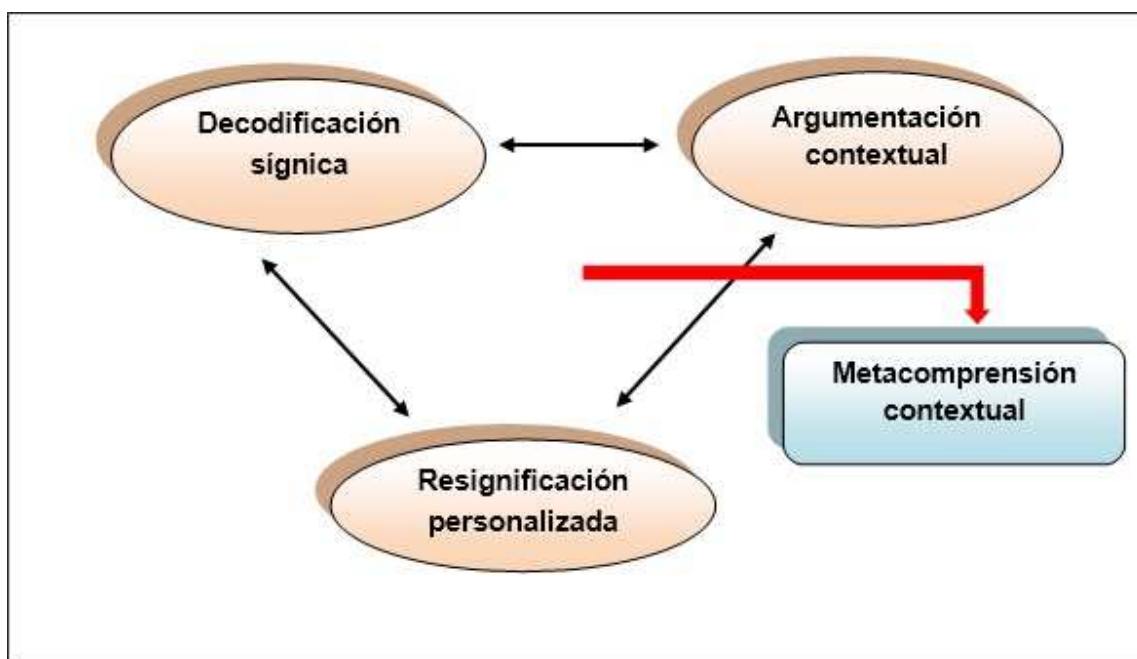 Decodificación
sígnica
Argumentación
contextual
Metacomprensión
contextual
Resignificación
personalizada